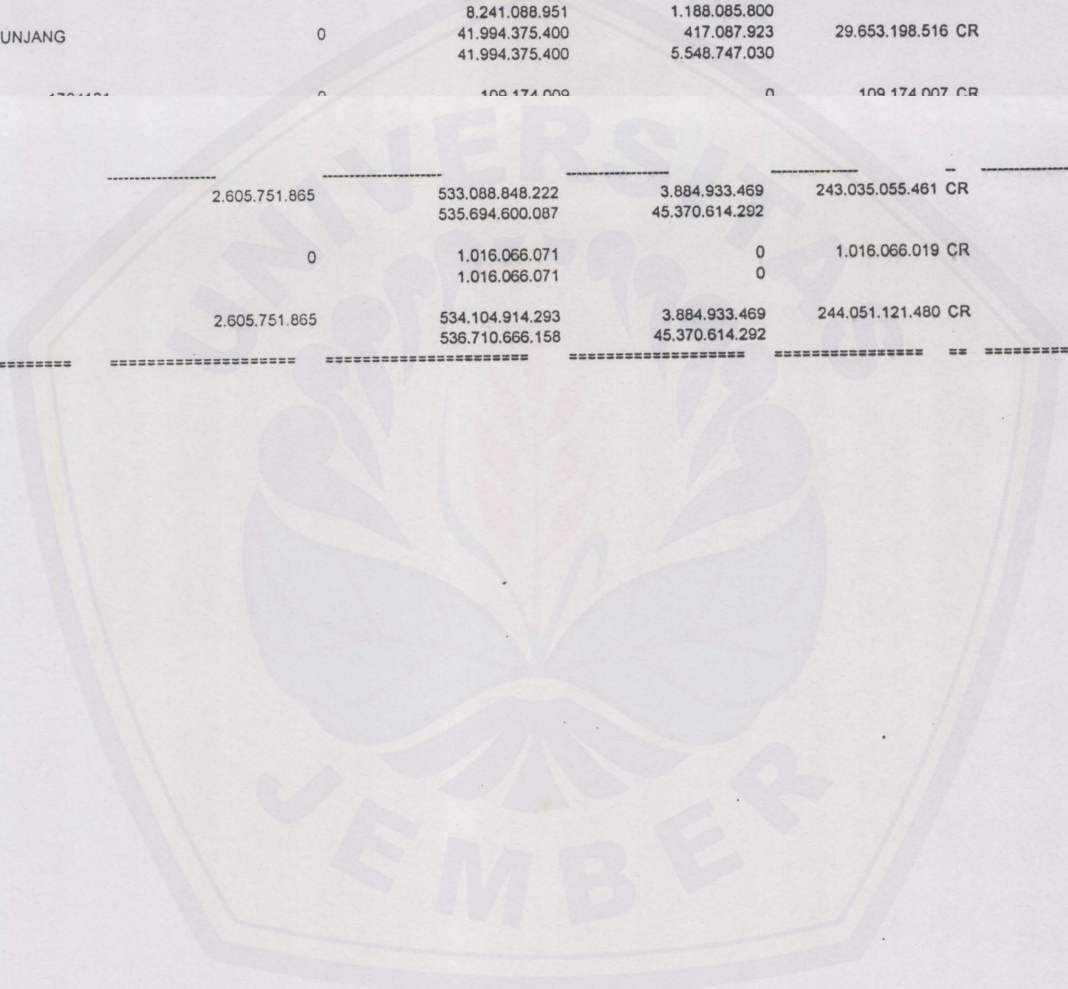 8.241.088.951 1.188.085.800
UNJANG 0 41.994.375.400 417.087.923 29.653.198.516 CR
41.994.375.400 5.548.747.030
0 109.174.009 0 109.174.007 CR
2.605.751.865 533.088.848.222 3.884.933.469 243.035.055.461 CR
535.694.600.087 45.370.614.292
0 1.016.066.071 0 1.016.066.019 CR
1.016.066.071 0
2.605.751.865 534.104.914.293 3.884.933.469 244.051.121.480 CR
536.710.666.158 45.370.614.292
UNIVERSITAS
JEMBER